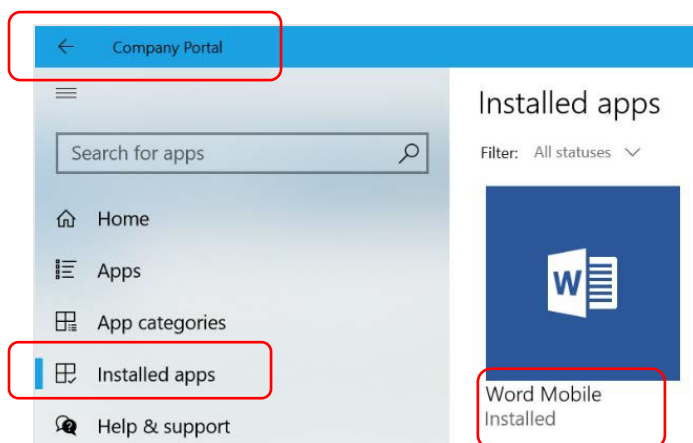 Company Portal
Installed apps
Search for apps
Filter: All statuses
Home
Apps
W
App categories
Installed apps
Word Mobile
Installed
Help & support